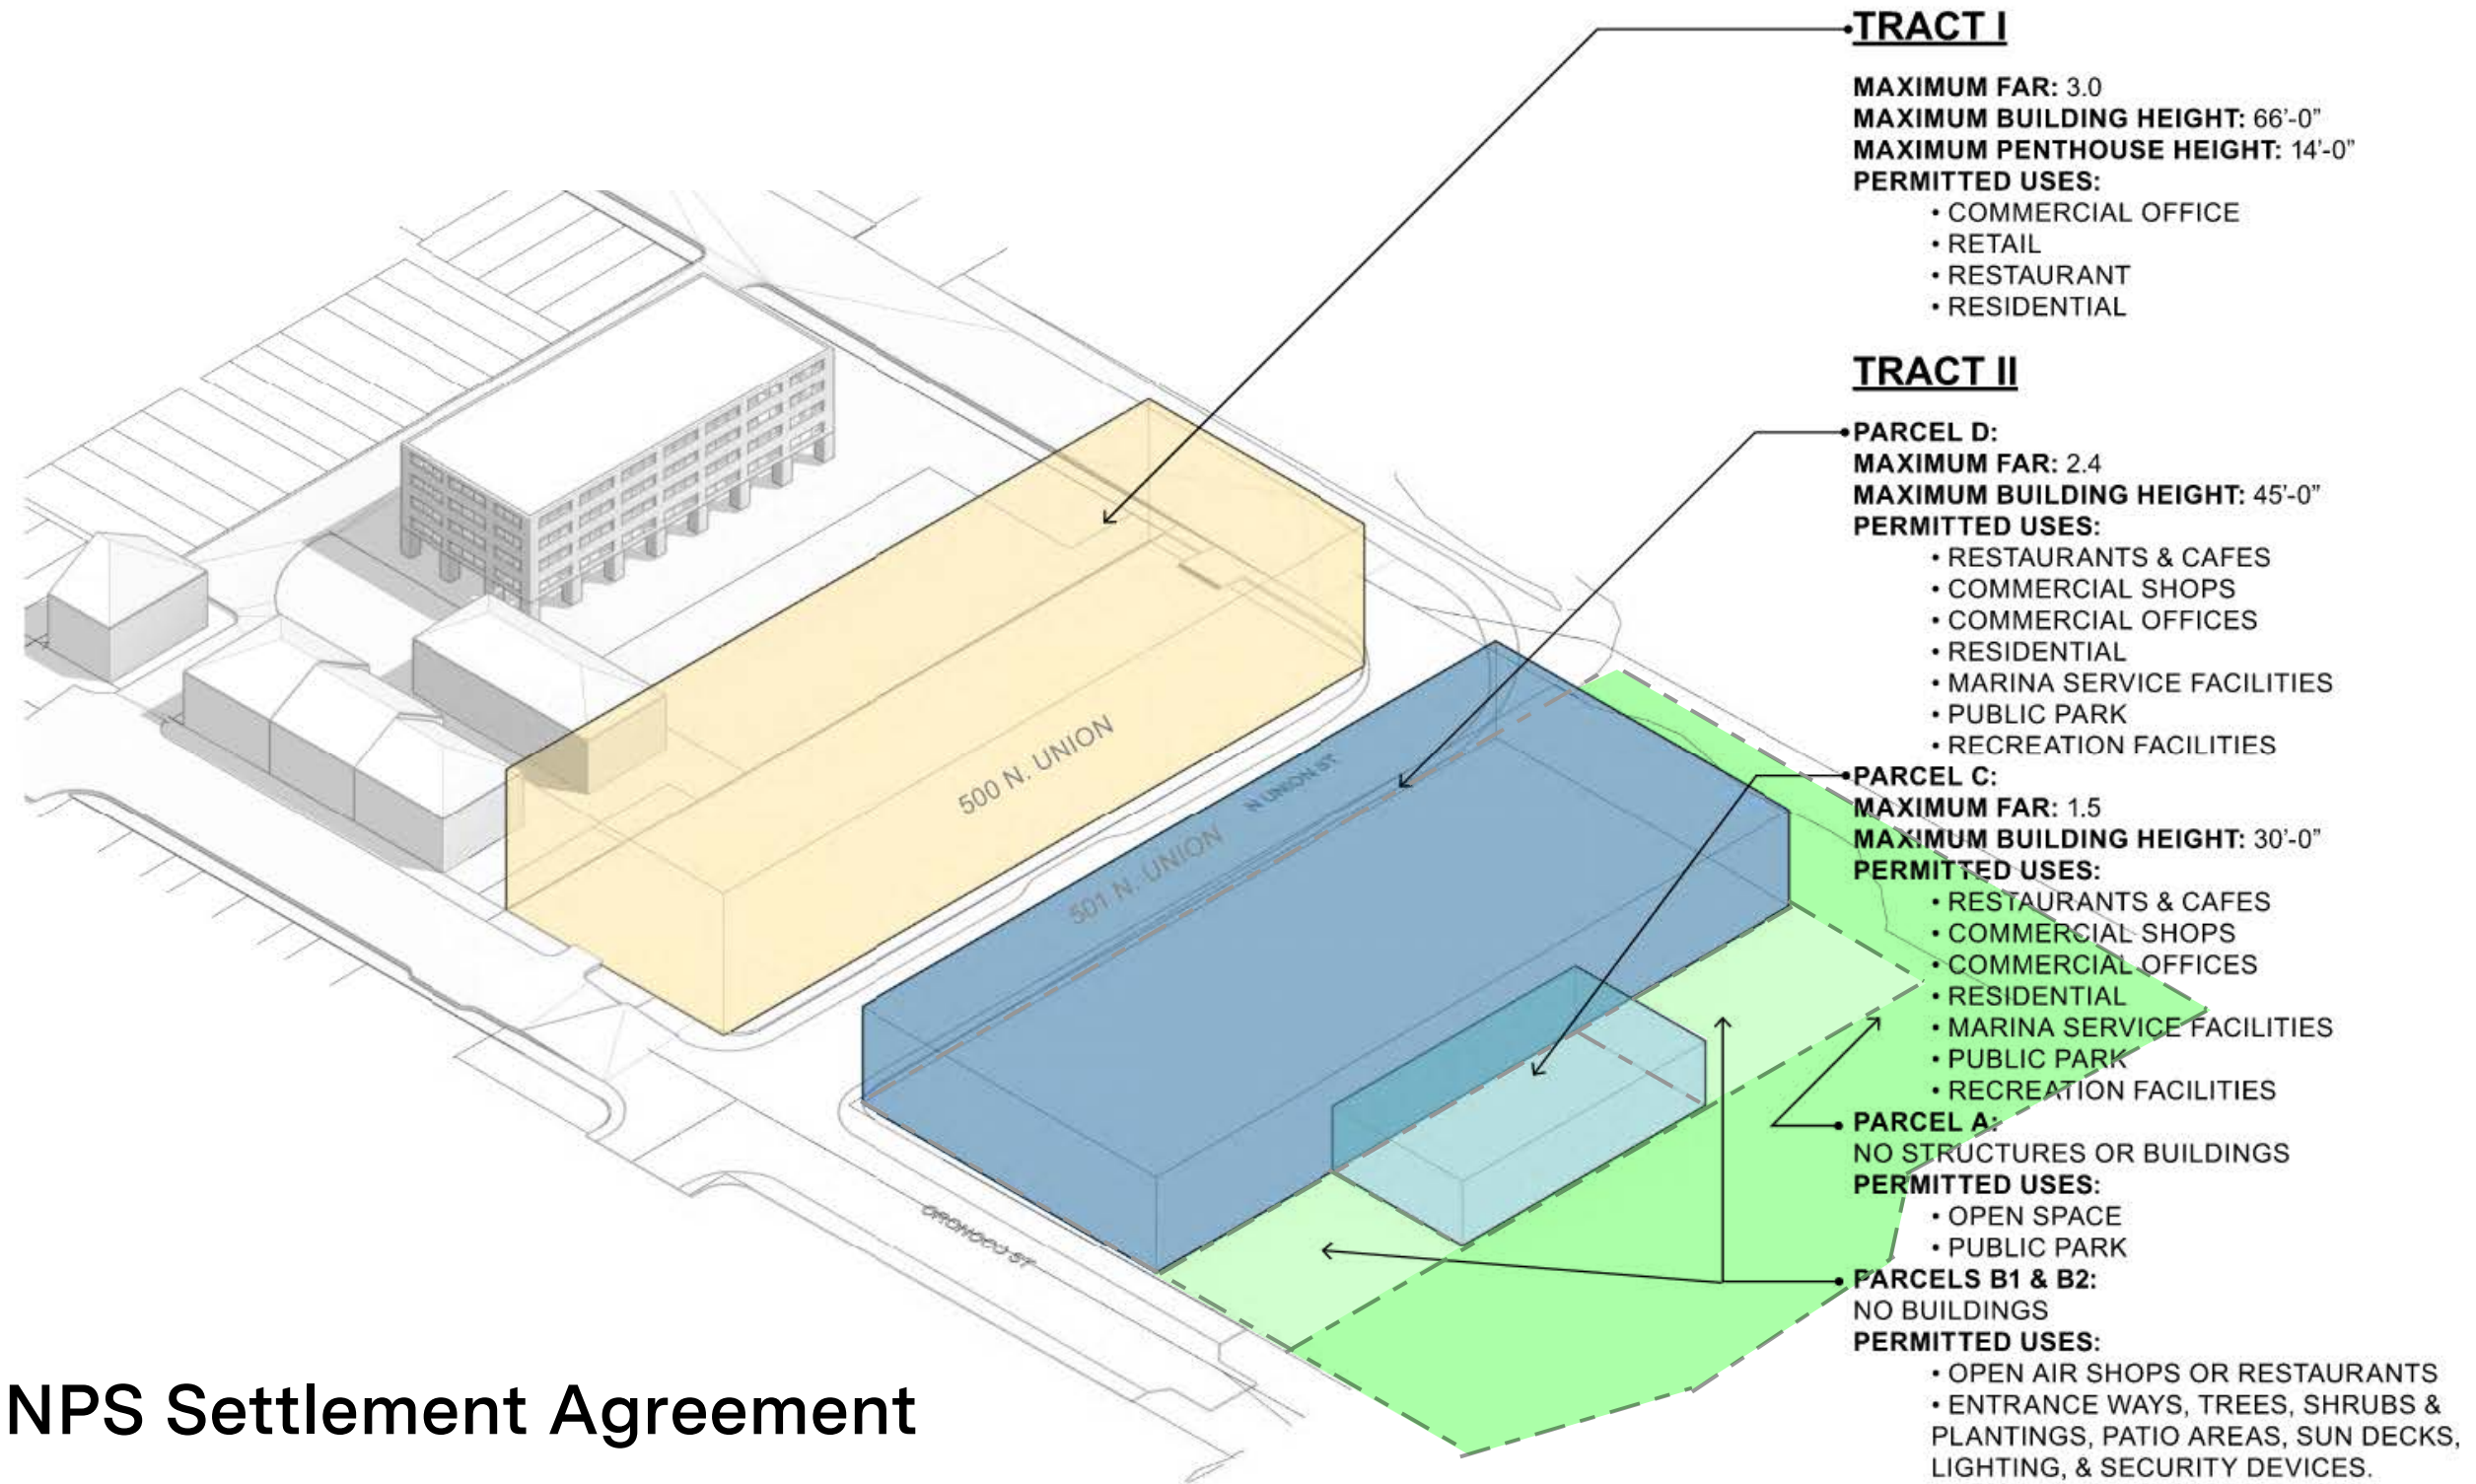 TRACT I
MAXIMUM FAR: 3.0
MAXIMUM BUILDING HEIGHT: 66'-0"
MAXIMUM PENTHOUSE HEIGHT: 14'-0"
PERMITTED USES:
• COMMERCIAL OFFICE
• RETAIL
• RESTAURANT
• RESIDENTIAL
TRACT II
PARCEL D:
MAXIMUM FAR: 2.4
MAXIMUM BUILDING HEIGHT: 45'-0"
PERMITTED USES:
• RESTAURANTS & CAFES
• COMMERCIAL SHOPS
• COMMERCIAL OFFICES
• RESIDENTIAL
• MARINA SERVICE FACILITIES
• PUBLIC PARK
• RECREATION FACILITIES
PARCEL C:
MAXIMUM FAR: 1.5
MAXIMUM BUILDING HEIGHT: 30'-0"
PERMITTED USES:
• RESTAURANTS & CAFES
• COMMERCIAL SHOPS
• COMMERCIAL OFFICES
• RESIDENTIAL
• MARINA SERVICE FACILITIES
• PUBLIC PARK
• RECREATION FACILITIES
PARCEL A:
NO STRUCTURES OR BUILDINGS
PERMITTED USES:
• OPEN SPACE
• PUBLIC PARK
PARCELS B1 & B2:
NO BUILDINGS
PERMITTED USES:
• OPEN AIR SHOPS OR RESTAURANTS
• ENTRANCE WAYS, TREES, SHRUBS &
PLANTINGS, PATIO AREAS, SUN DECKS,
LIGHTING, & SECURITY DEVICES.
500 N. UNION
N UNION ST
501 N. UNION
ORONOCO ST
NPS Settlement Agreement